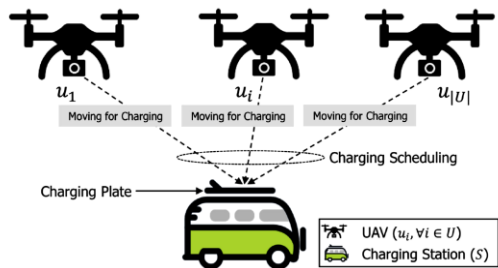 u₁
uᵢ
u|U|
Moving for Charging
Moving for Charging
Moving for Charging
Charging Scheduling
Charging Plate
UAV (uᵢ, ∀i ∈ U)
Charging Station (S)